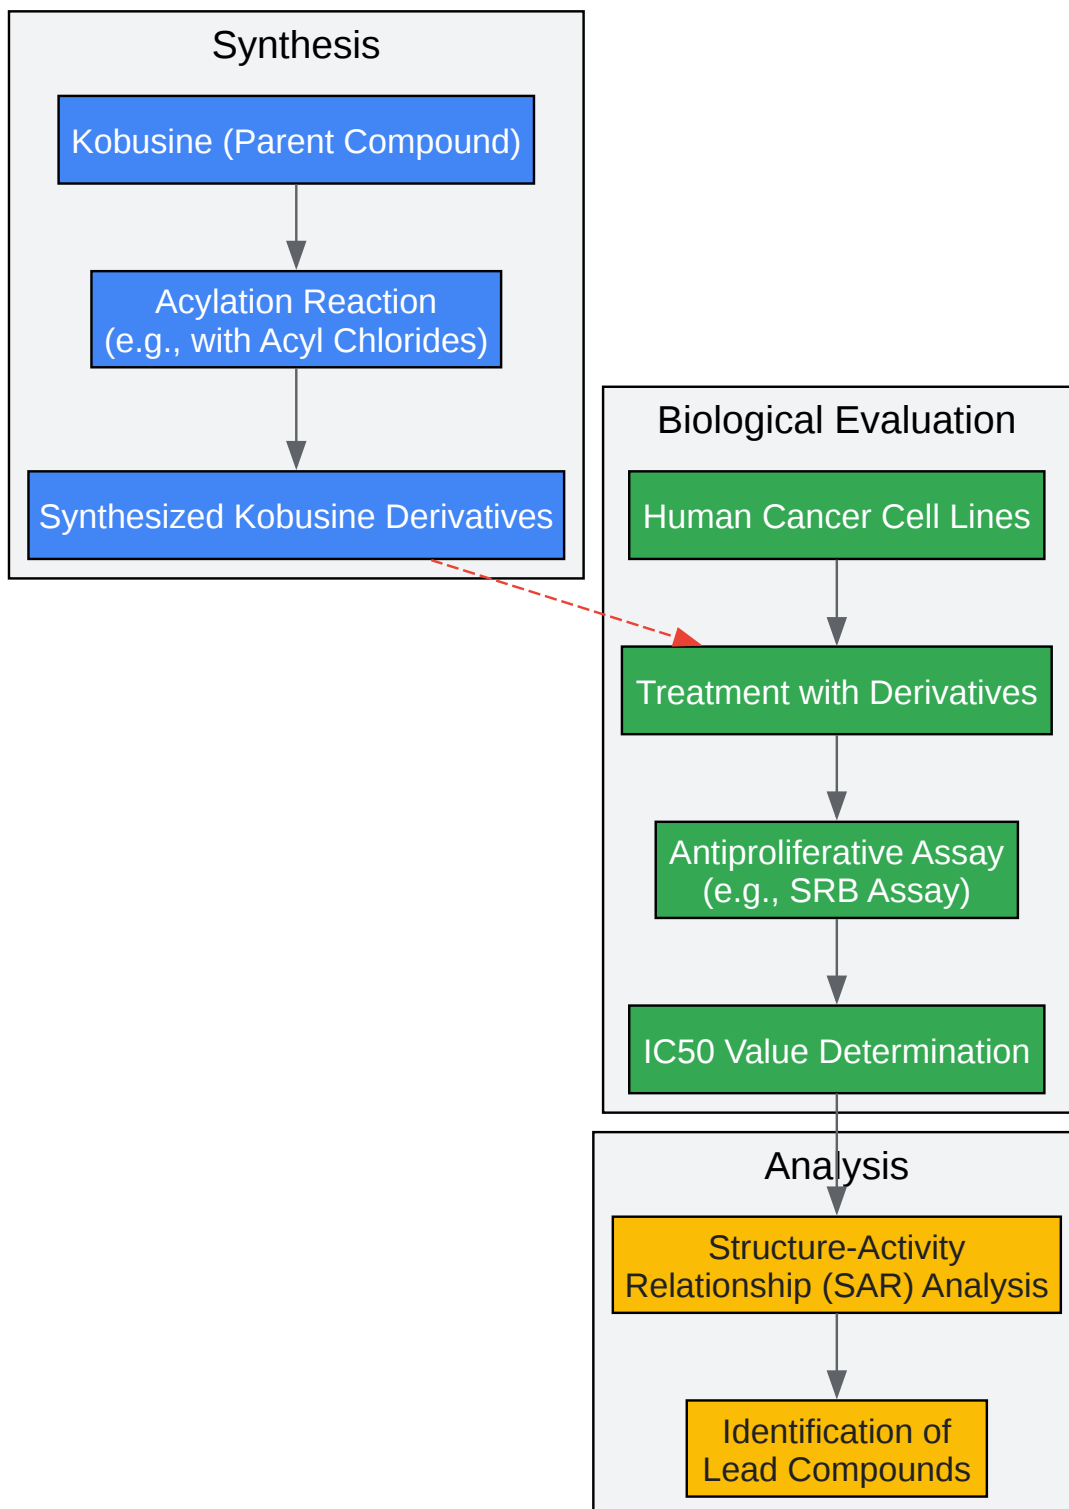 Synthesis
Kobusine (Parent Compound)
Acylation Reaction
(e.g., with Acyl Chlorides)
Synthesized Kobusine Derivatives
Biological Evaluation
Human Cancer Cell Lines
Treatment with Derivatives
Antiproliferative Assay
(e.g., SRB Assay)
IC50 Value Determination
Analysis
Structure-Activity
Relationship (SAR) Analysis
Identification of
Lead Compounds